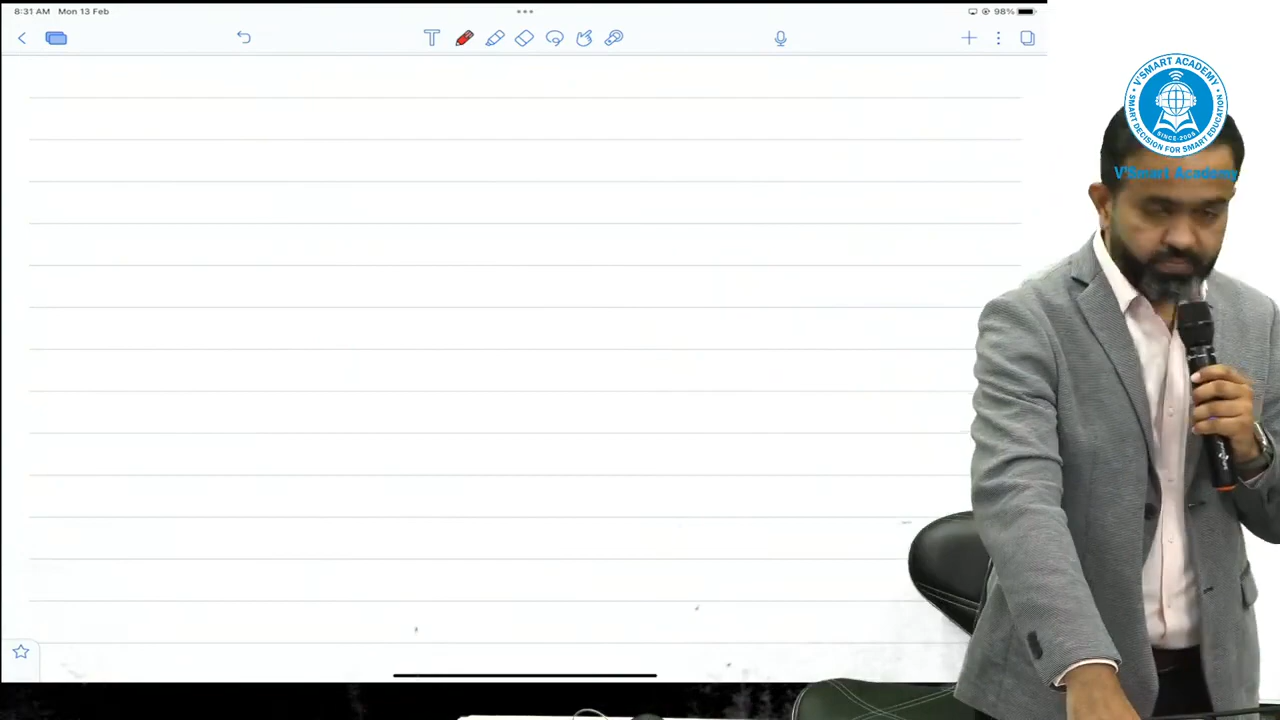 8:31 AM Mon 13 Feb
98%
T
V'SMART ACADEMY
SMART DECISION FOR SMART EDUCATION
SINCE-2006
V'Smart Academy